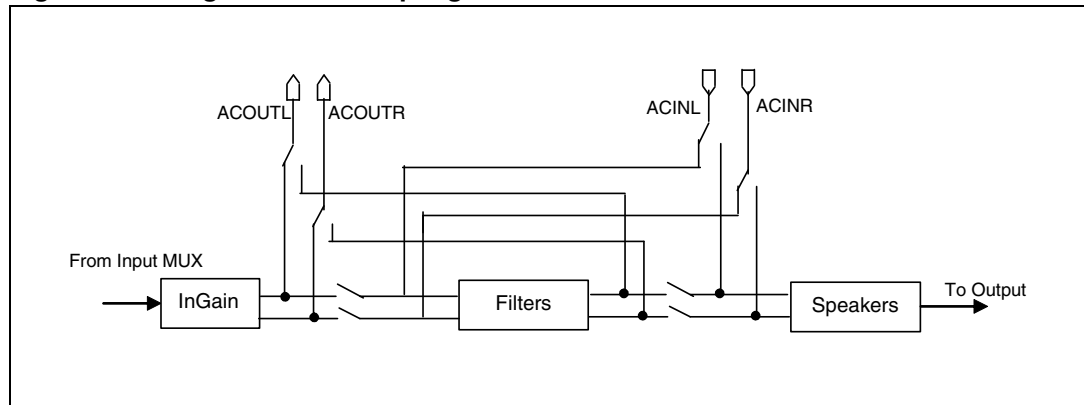 ACOUTL ACOUTR
ACINL ACINR
From Input MUX
InGain
Filters
Speakers
To Output